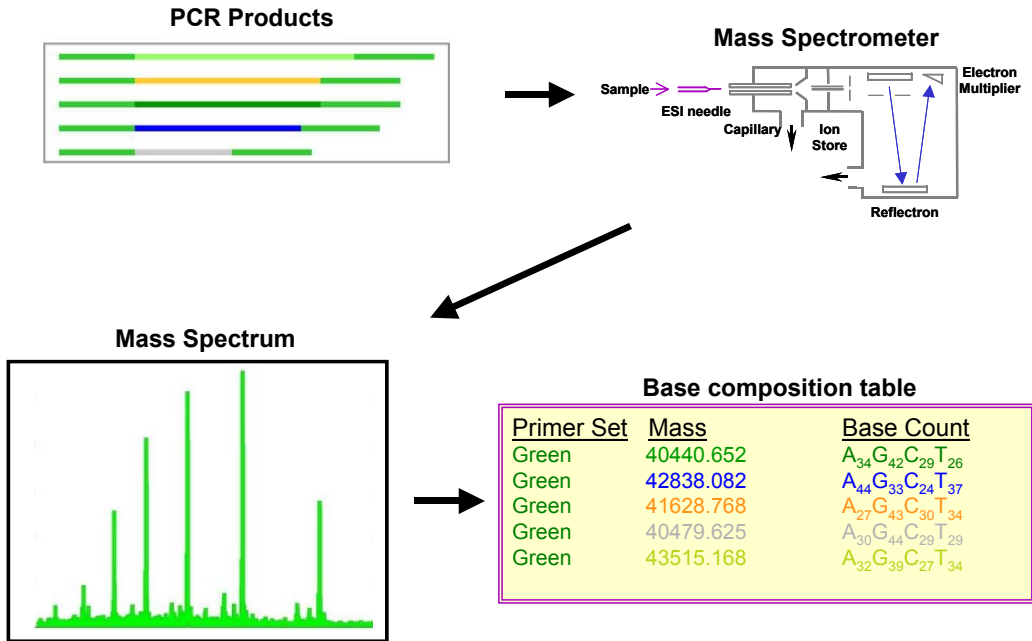 PCR Products
Mass Spectrometer
Sample
ESI needle
Capillary
Ion
Store
Electron
Multiplier
Reflectron
Mass Spectrum
Base composition table
Primer Set Mass Base Count
Green 40440.652 A34G42C29T26
Green 42838.082 A44G33C24T37
Green 41628.768 A27G43C30T34
Green 40479.625 A30G44C29T29
Green 43515.168 A32G39C27T34